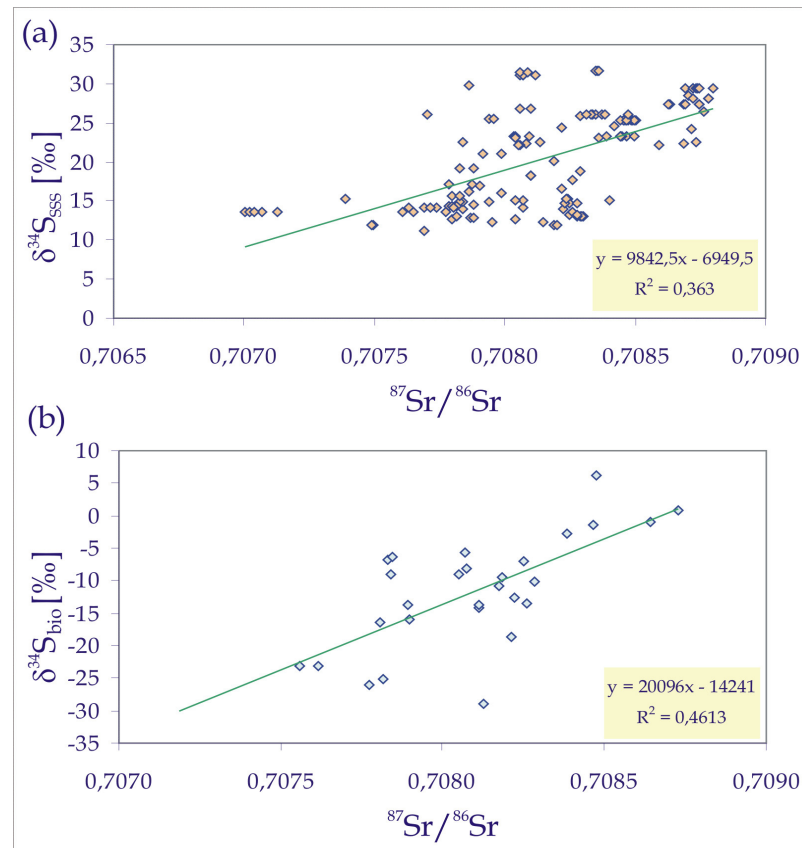 (a)
35
30
25
20
15
10
5
0
δ³⁴S_SSS [‰]
y = 9842,5x - 6949,5
R² = 0,363
0,7065 0,7070 0,7075 0,7080 0,7085 0,7090
⁸⁷Sr/⁸⁶Sr
(b)
10
5
0
-5
-10
-15
-20
-25
-30
-35
δ³⁴S_bio [‰]
y = 20096x - 14241
R² = 0,4613
0,7070 0,7075 0,7080 0,7085 0,7090
⁸⁷Sr/⁸⁶Sr